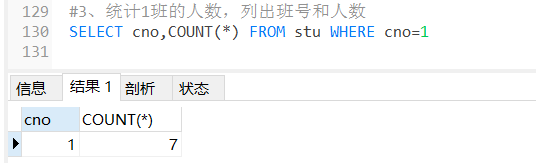 129 #3、统计1班的人数，列出班号和人数
130 SELECT cno,COUNT(*) FROM stu WHERE cno=1
131
信息 结果 1 剖析 状态
cno COUNT(*)
1 7